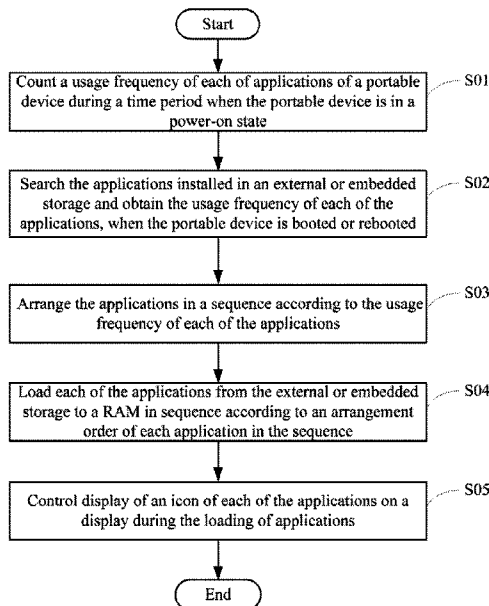 Start
Count a usage frequency of each of applications of a portable
device during a time period when the portable device is in a
power-on state
S01
Search the applications installed in an external or embedded
storage and obtain the usage frequency of each of the
applications, when the portable device is booted or rebooted
S02
Arrange the applications in a sequence according to the usage
frequency of each of the applications
S03
Load each of the applications from the external or embedded
storage to a RAM in sequence according to an arrangement
order of each application in the sequence
S04
Control display of an icon of each of the applications on a
display during the loading of applications
S05
End